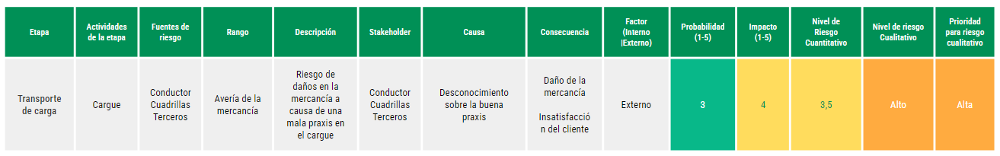 Etapa
Actividades
de la etapa
Fuentes de
riesgo
Rango
Descripción
Stakeholder
Causa
Consecuencia
Factor
(Interno
|Externo)
Probabilidad
(1-5)
Impacto
(1-5)
Nivel de
Riesgo
Cuantitativo
Nivel de riesgo
Cualitativo
Prioridad
para riesgo
cualitativo
Transporte
de carga
Cargue
Conductor
Cuadrillas
Terceros
Avería de la
mercancía
Riesgo de
daños en la
mercancía a
causa de una
mala praxis en
el cargue
Conductor
Cuadrillas
Terceros
Desconocimiento
sobre la buena
praxis
Daño de la
mercancía
Insatisfacció
n del cliente
Externo
3
4
3,5
Alto
Alta